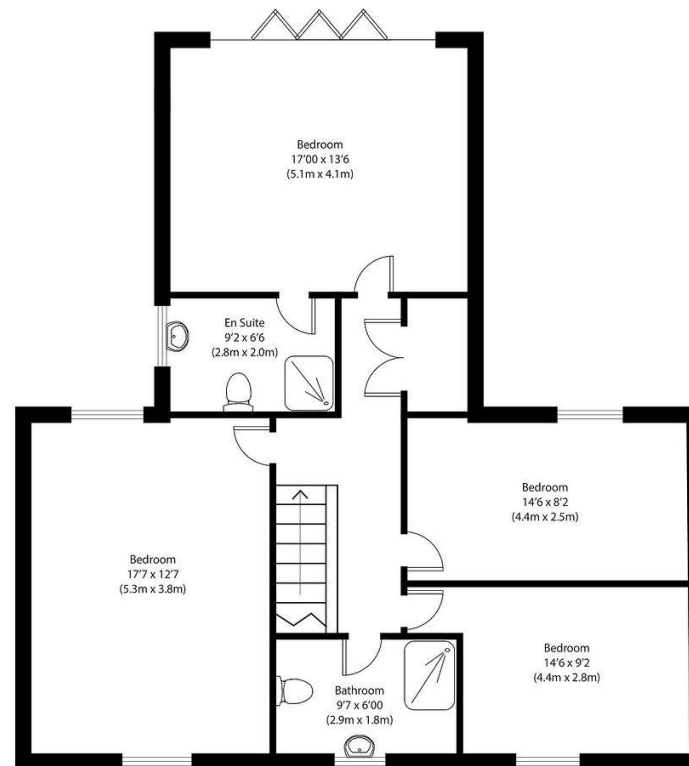 Bedroom
17'00 x 13'6
(5.1m x 4.1m)
En Suite
9'2 x 6'6
(2.8m x 2.0m)
Bedroom
14'6 x 8'2
(4.4m x 2.5m)
Bedroom
17'7 x 12'7
(5.3m x 3.8m)
Bedroom
14'6 x 9'2
(4.4m x 2.8m)
Bathroom
9'7 x 6'00
(2.9m x 1.8m)